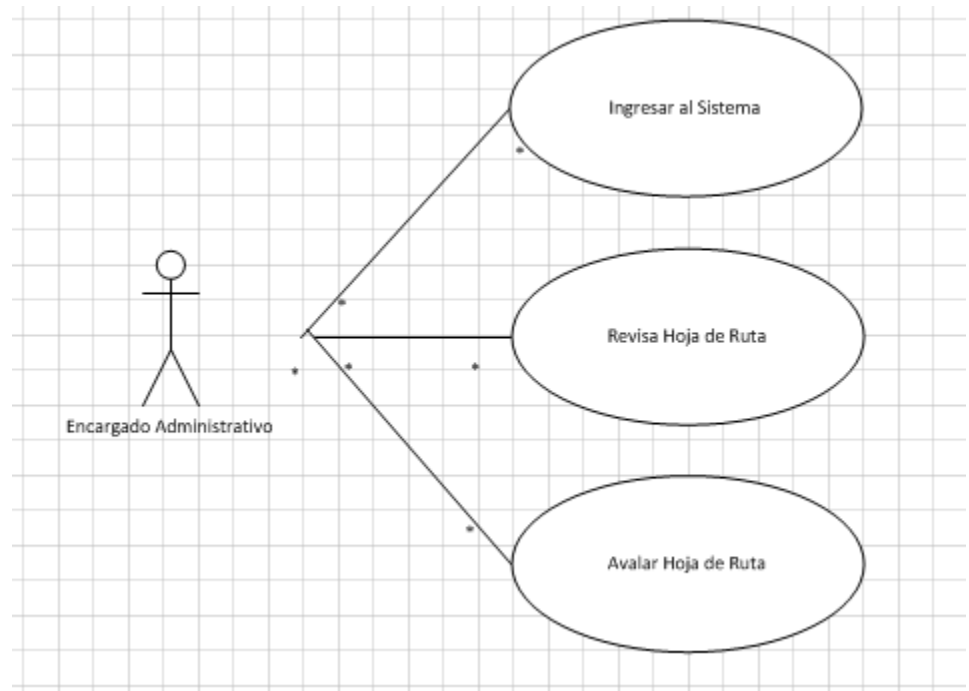 Ingresar al Sistema
*
*
Revisa Hoja de Ruta
*
*
*
Encargado Administrativo
*
Avalar Hoja de Ruta